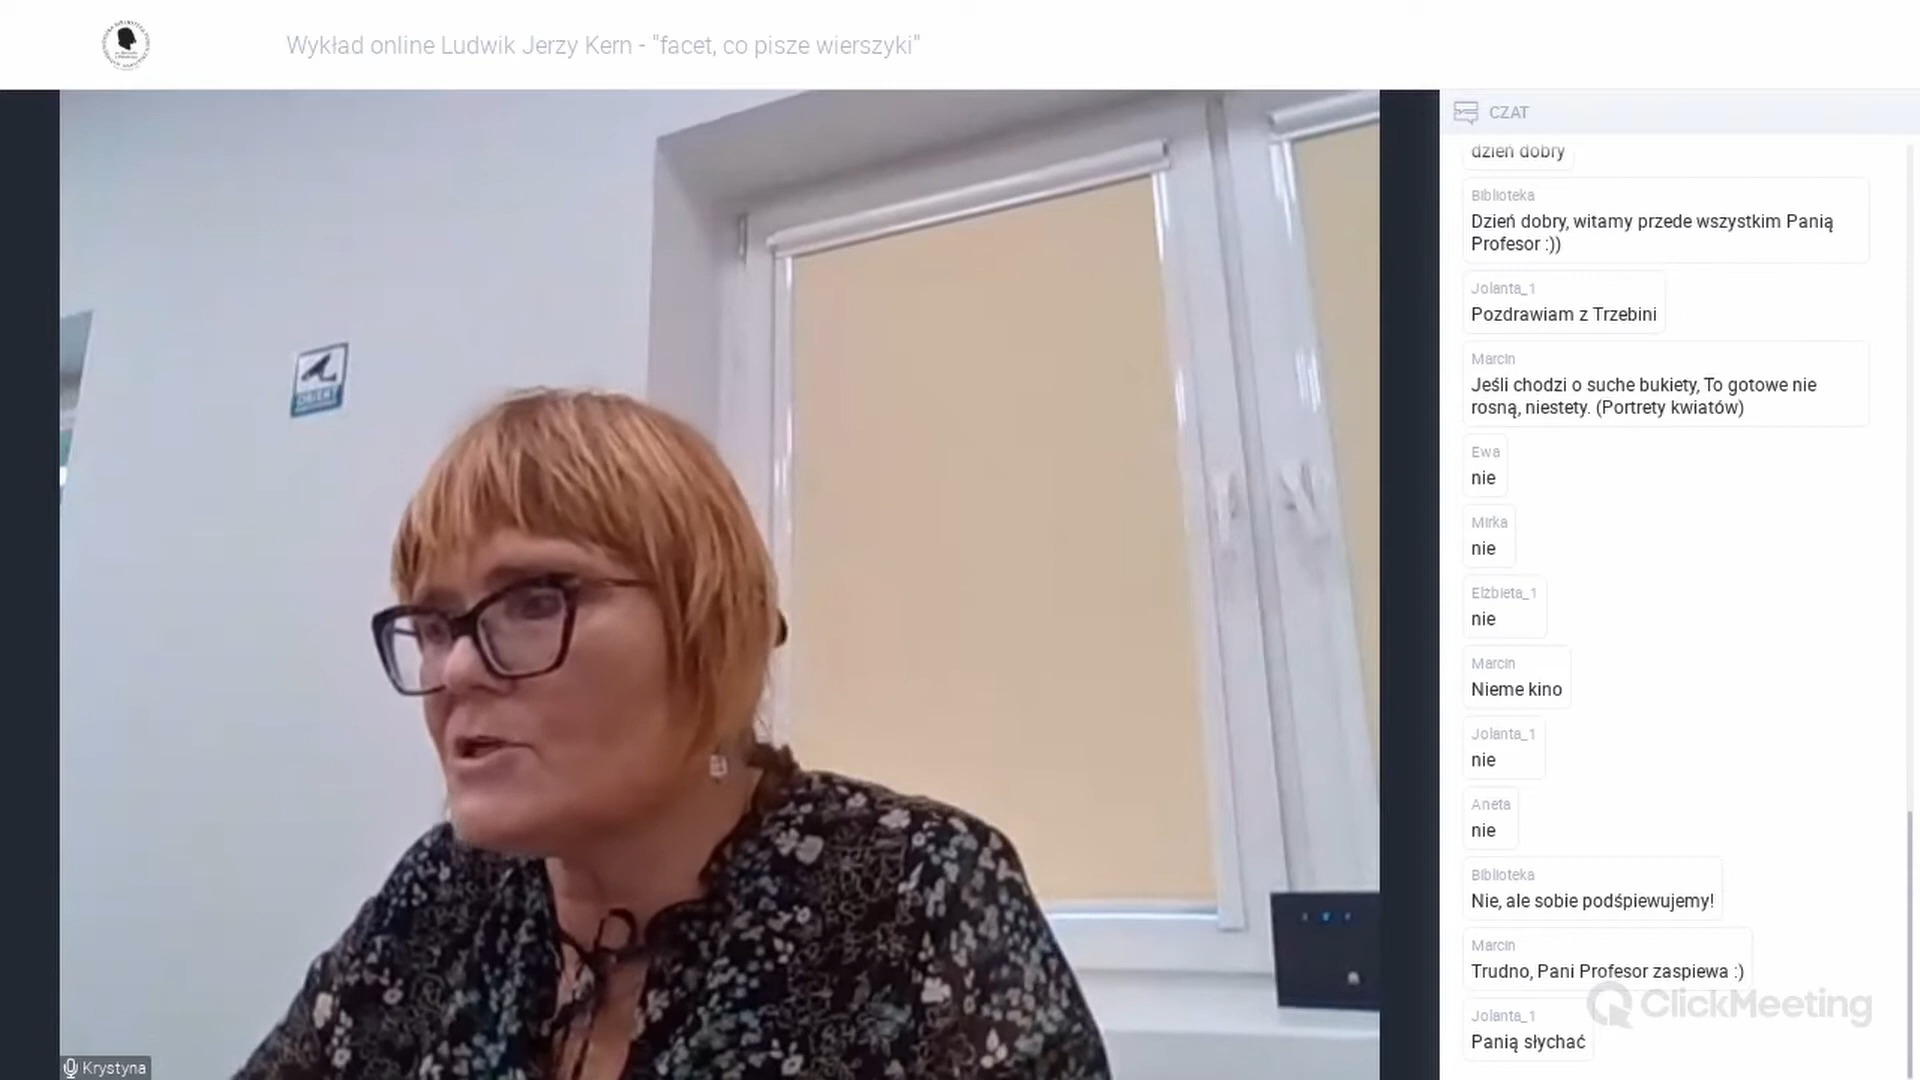 Wykład online Ludwik Jerzy Kern - "facet, co pisze wierszyki"
OBIEKT
Krystyna
CZAT
dzień dobry
Biblioteka
Dzień dobry, witamy przede wszystkim Panią
Profesor :))
Jolanta_1
Pozdrawiam z Trzebini
Marcin
Jeśli chodzi o suche bukiety, To gotowe nie
rosną, niestety. (Portrety kwiatów)
Ewa
nie
Mirka
nie
Elżbieta_1
nie
Marcin
Nieme kino
Jolanta_1
nie
Aneta
nie
Biblioteka
Nie, ale sobie podśpiewujemy!
Marcin
Trudno, Pani Profesor zaspiewa :)
ClickMeeting
Jolanta_1
Panią słychać